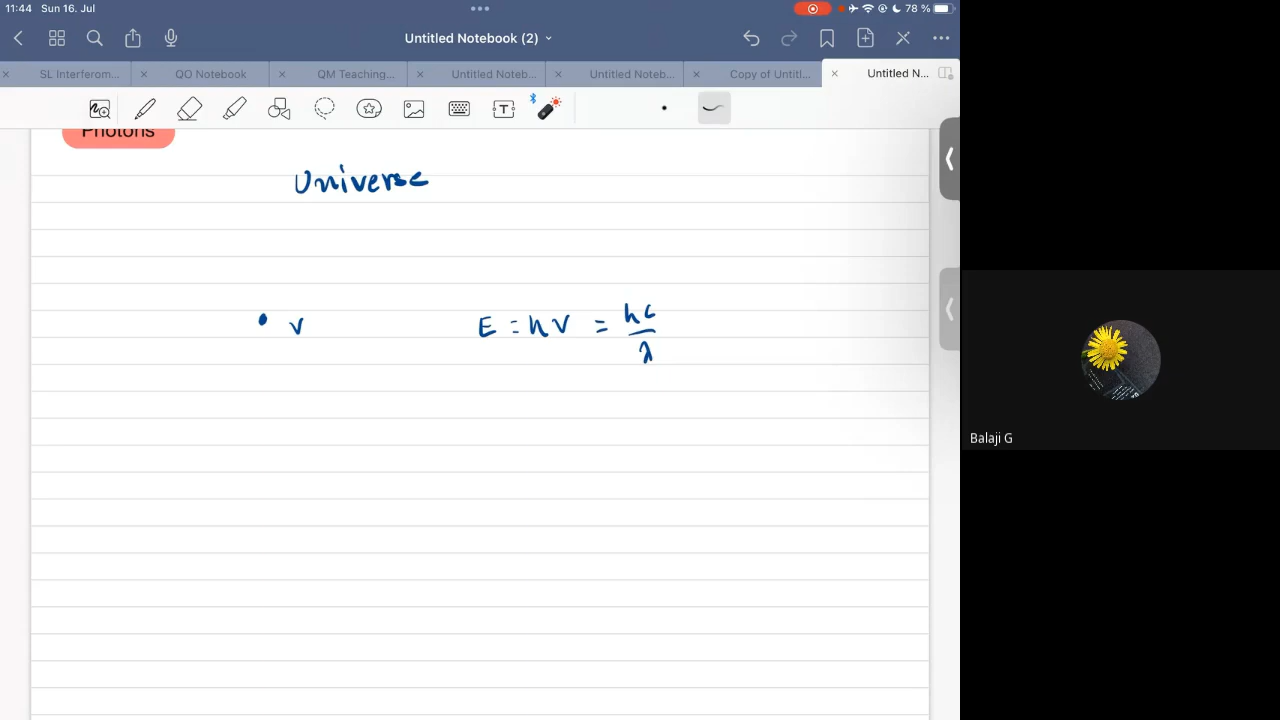 11:44 Sun 16. Jul
78 %
Untitled Notebook (2)
SL Interferom... QO Notebook QM Teaching... Untitled Noteb... Untitled Noteb... Copy of Untitl... Untitled N...
Photons
Universe
ν E = hν = hc/λ
Balaji G